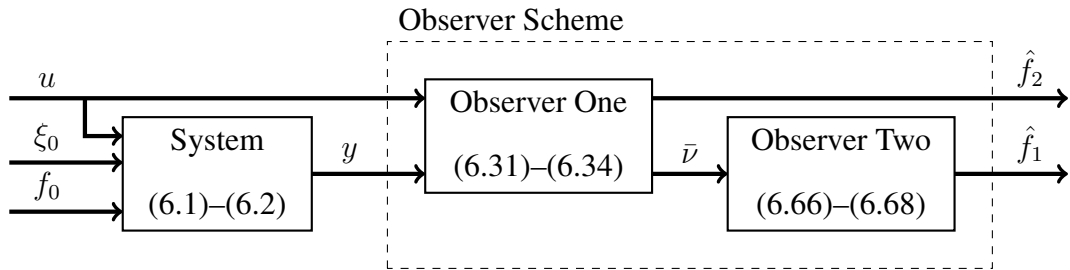 Observer Scheme
u
Observer One
(6.31)–(6.34)
f̂₂
ξ₀
f₀
System
(6.1)–(6.2)
y
ν̄
Observer Two
(6.66)–(6.68)
f̂₁